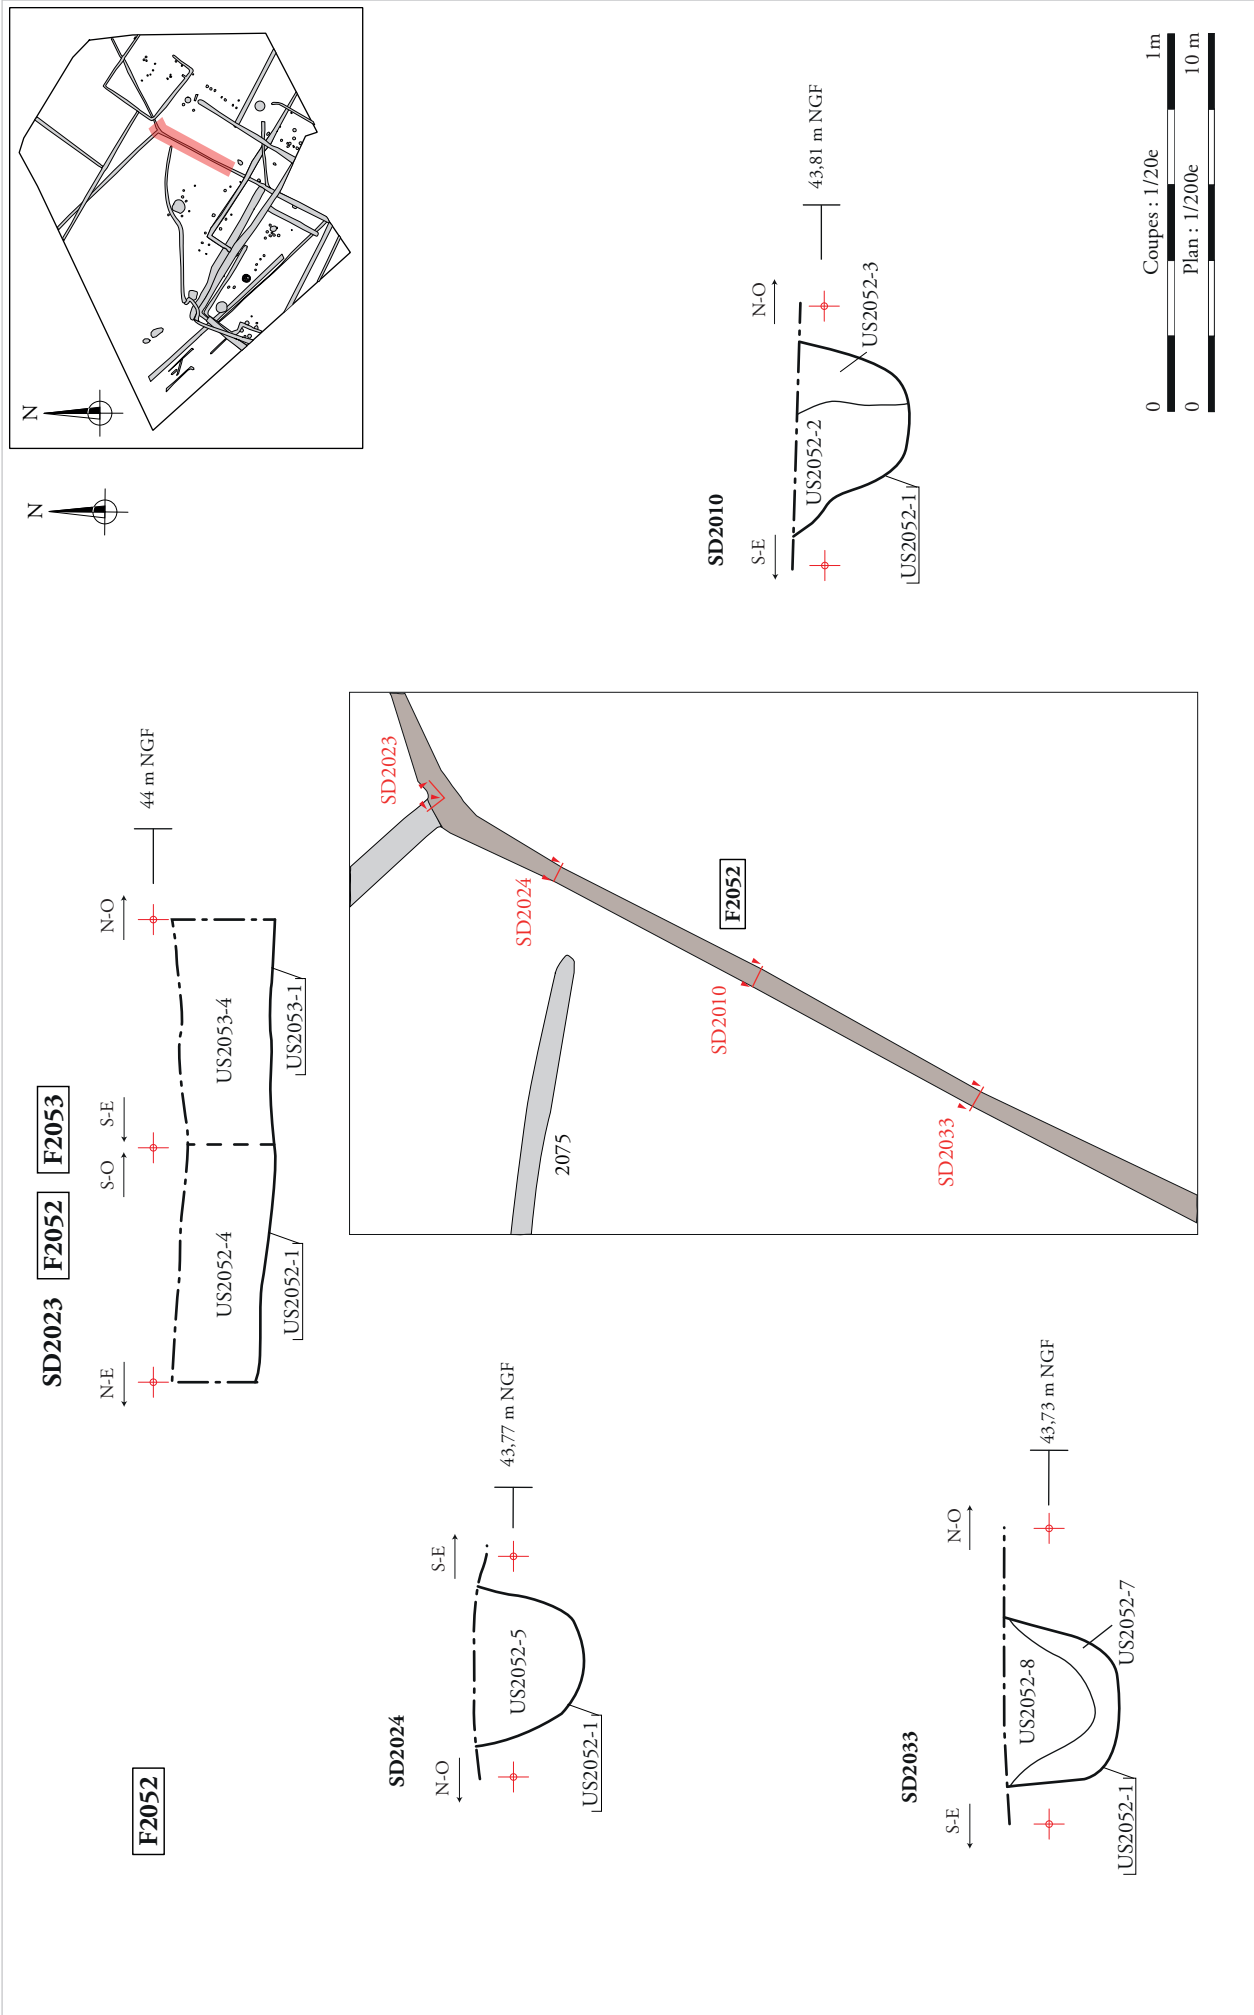 F2052
SD2023 F2052 F2053
N-E
S-O
S-E
N-O
44 m NGF
US2052-4
US2053-4
US2052-1
US2053-1
N
N
SD2024
N-O
S-E
43,77 m NGF
US2052-5
US2052-1
SD2023
SD2024
F2052
SD2010
SD2033
2075
SD2010
S-E
N-O
43,81 m NGF
US2052-2
US2052-3
US2052-1
SD2033
S-E
N-O
43,73 m NGF
US2052-8
US2052-7
US2052-1
0 Coupes : 1/20e 1m
0 Plan : 1/200e 10 m